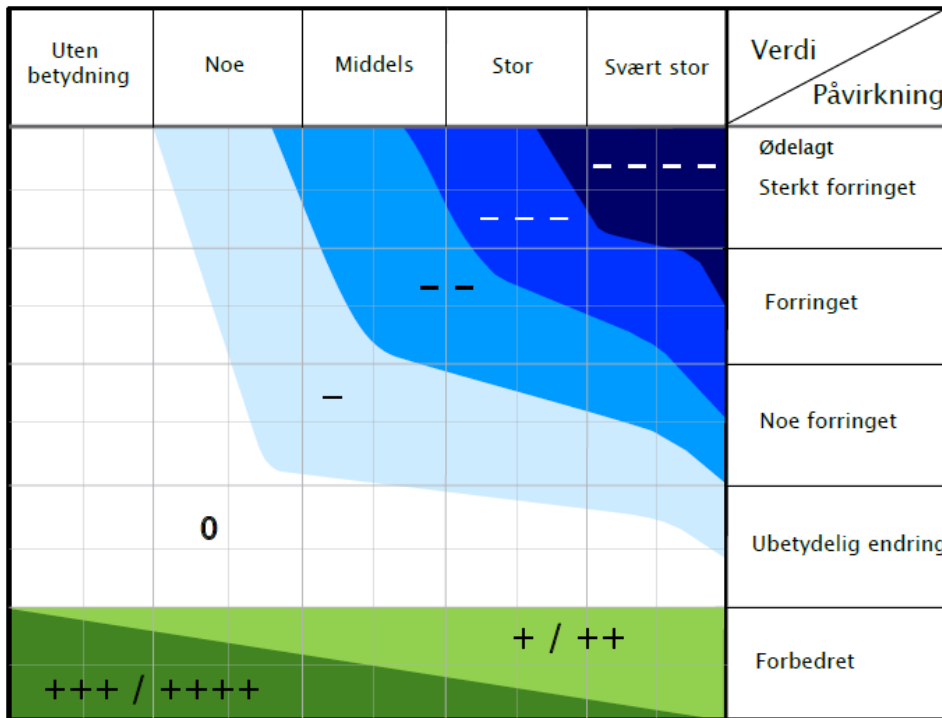 Uten
betydning
Noe
Middels
Stor
Svært stor
Verdi
Påvirkning
Ødelagt
Sterkt forringet
– – – –
– – –
Forringet
– –
Noe forringet
–
Ubetydelig endring
0
Forbedret
+ / ++
+++ / ++++